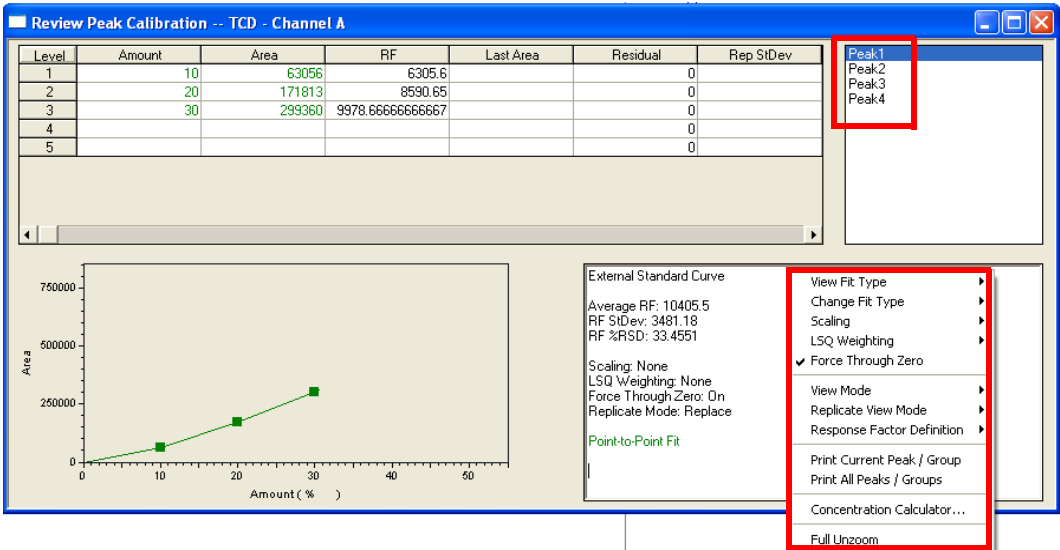 Review Peak Calibration -- TCD - Channel A
Level Amount Area RF Last Area Residual Rep StDev
1 10 63056 6305.6 0
2 20 171813 8590.65 0
3 30 299360 9978.66666666667 0
4 0
5 0
Peak1
Peak2
Peak3
Peak4
750000
500000
250000
0
Area
0 10 20 30 40 50
Amount ( % )
External Standard Curve
Average RF: 10405.5
RF StDev: 3481.18
RF %RSD: 33.4551
Scaling: None
LSQ Weighting: None
Force Through Zero: On
Replicate Mode: Replace
Point-to-Point Fit
View Fit Type
Change Fit Type
Scaling
LSQ Weighting
Force Through Zero
View Mode
Replicate View Mode
Response Factor Definition
Print Current Peak / Group
Print All Peaks / Groups
Concentration Calculator...
Full Unzoom